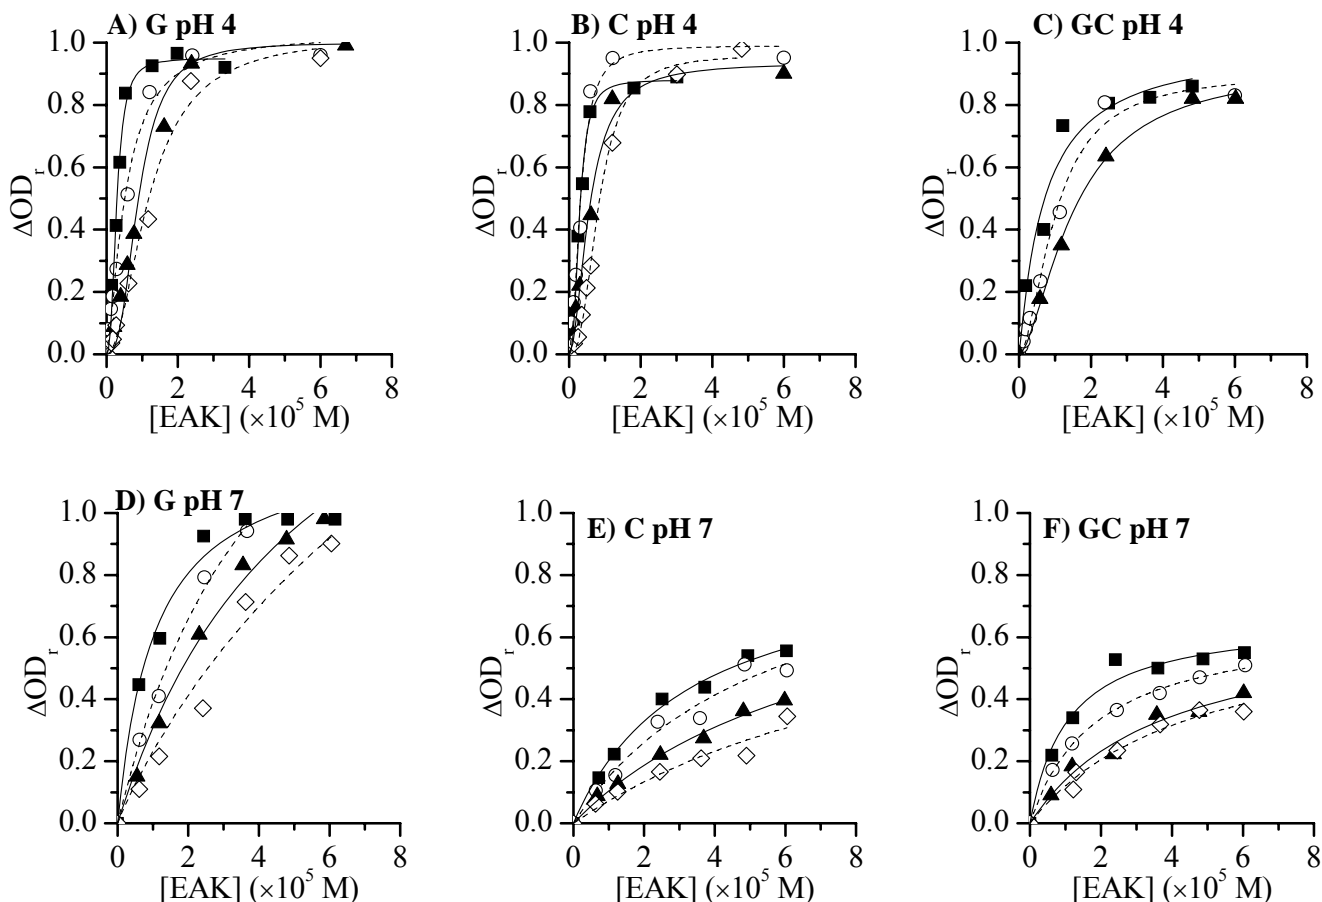 A) G pH 4
1.0
0.8
0.6
0.4
0.2
0.0
ΔOD_r
0 2 4 6 8
[EAK] (×10^5 M)
B) C pH 4
1.0
0.8
0.6
0.4
0.2
0.0
ΔOD_r
0 2 4 6 8
[EAK] (×10^5 M)
C) GC pH 4
1.0
0.8
0.6
0.4
0.2
0.0
ΔOD_r
0 2 4 6 8
[EAK] (×10^5 M)
D) G pH 7
1.0
0.8
0.6
0.4
0.2
0.0
ΔOD_r
0 2 4 6 8
[EAK] (×10^5 M)
E) C pH 7
1.0
0.8
0.6
0.4
0.2
0.0
ΔOD_r
0 2 4 6 8
[EAK] (×10^5 M)
F) GC pH 7
1.0
0.8
0.6
0.4
0.2
0.0
ΔOD_r
0 2 4 6 8
[EAK] (×10^5 M)